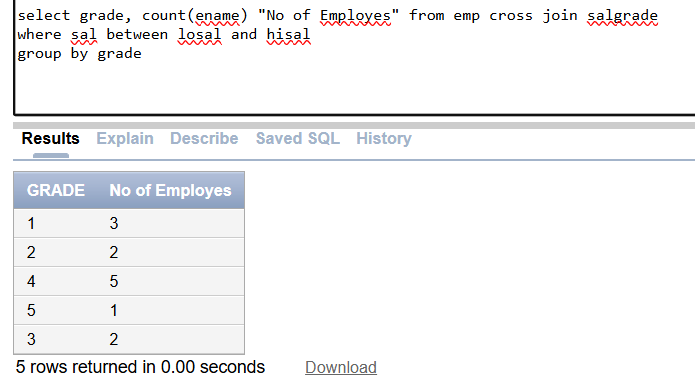 select grade, count(ename) "No of Employes" from emp cross join salgrade
where sal between losal and hisal
group by grade
Results Explain Describe Saved SQL History
GRADE No of Employes
1 3
2 2
4 5
5 1
3 2
5 rows returned in 0.00 seconds Download